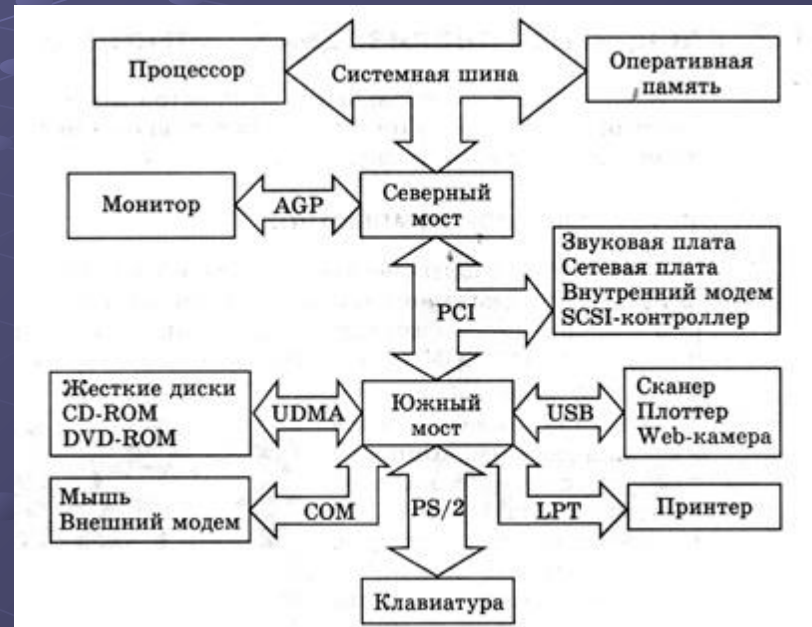 Процессор
Системная шина
Оперативная
память
Монитор
AGP
Северный
мост
Звуковая плата
Сетевая плата
Внутренний модем
SCSI-контроллер
PCI
Жесткие диски
CD-ROM
DVD-ROM
UDMA
Южный
мост
USB
Сканер
Плоттер
Web-камера
Мышь
Внешний модем
COM
PS/2
LPT
Принтер
Клавиатура